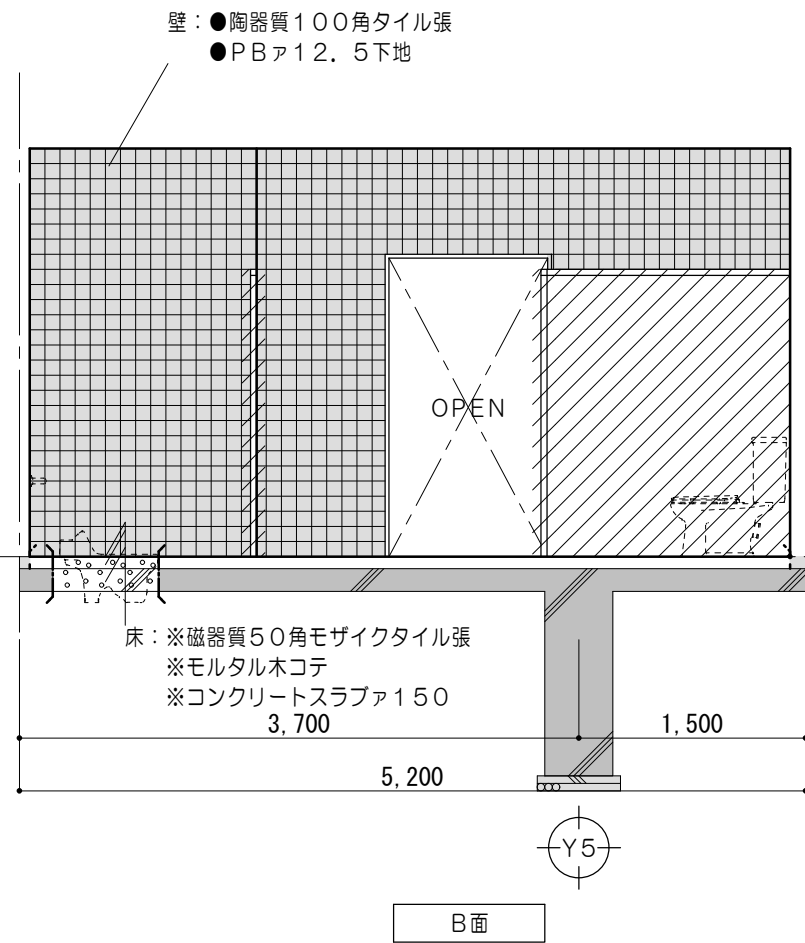 壁：●陶器質１００角タイル張
●ＰＢｧ１２．５下地
ＯＰＥＮ
床：※磁器質５０角モザイクタイル張
※モルタル木コテ
※コンクリートスラブｧ１５０
3,700
1,500
5,200
Ｙ５
Ｂ面